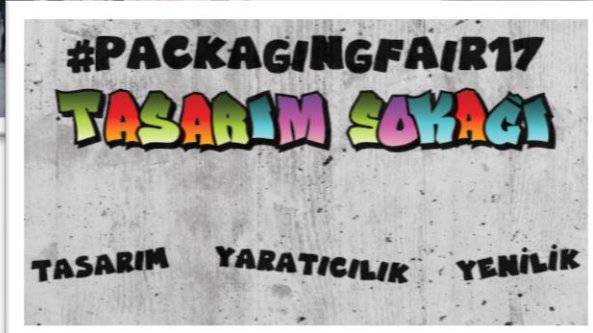 #PACKAGINGFAIR17
TASARIM SOKAĞI
TASARIM YARATICILIK YENİLİK